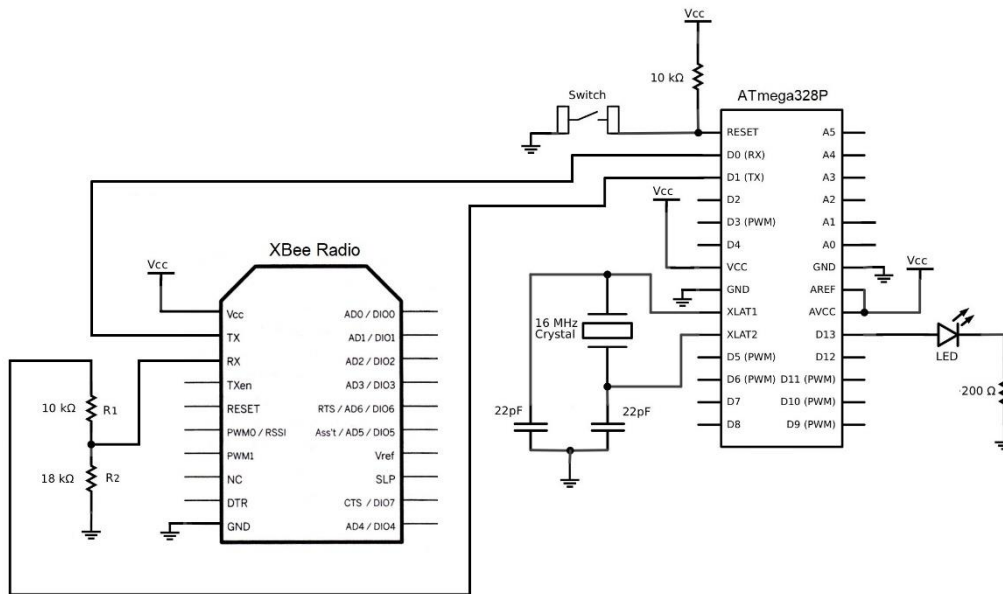 Vcc
10 kΩ
ATmega328P
Switch
RESET
A5
D0 (RX)
A4
D1 (TX)
A3
D2
A2
Vcc
D3 (PWM)
A1
D4
A0
VCC
GND
Vcc
GND
AREF
XLAT1
AVCC
XLAT2
D13
LED
D5 (PWM)
D12
D6 (PWM)
D11 (PWM)
D7
D10 (PWM)
D8
D9 (PWM)
200 Ω
16 MHz
Crystal
22pF
22pF
XBee Radio
Vcc
Vcc
AD0 / DIO0
TX
AD1 / DIO1
RX
AD2 / DIO2
TXen
AD3 / DIO3
RESET
RTS / AD6 / DIO6
PWM0 / RSSI
Ass't / AD5 / DIO5
PWM1
Vref
NC
SLP
DTR
CTS / DIO7
GND
AD4 / DIO4
10 kΩ
R1
18 kΩ
R2